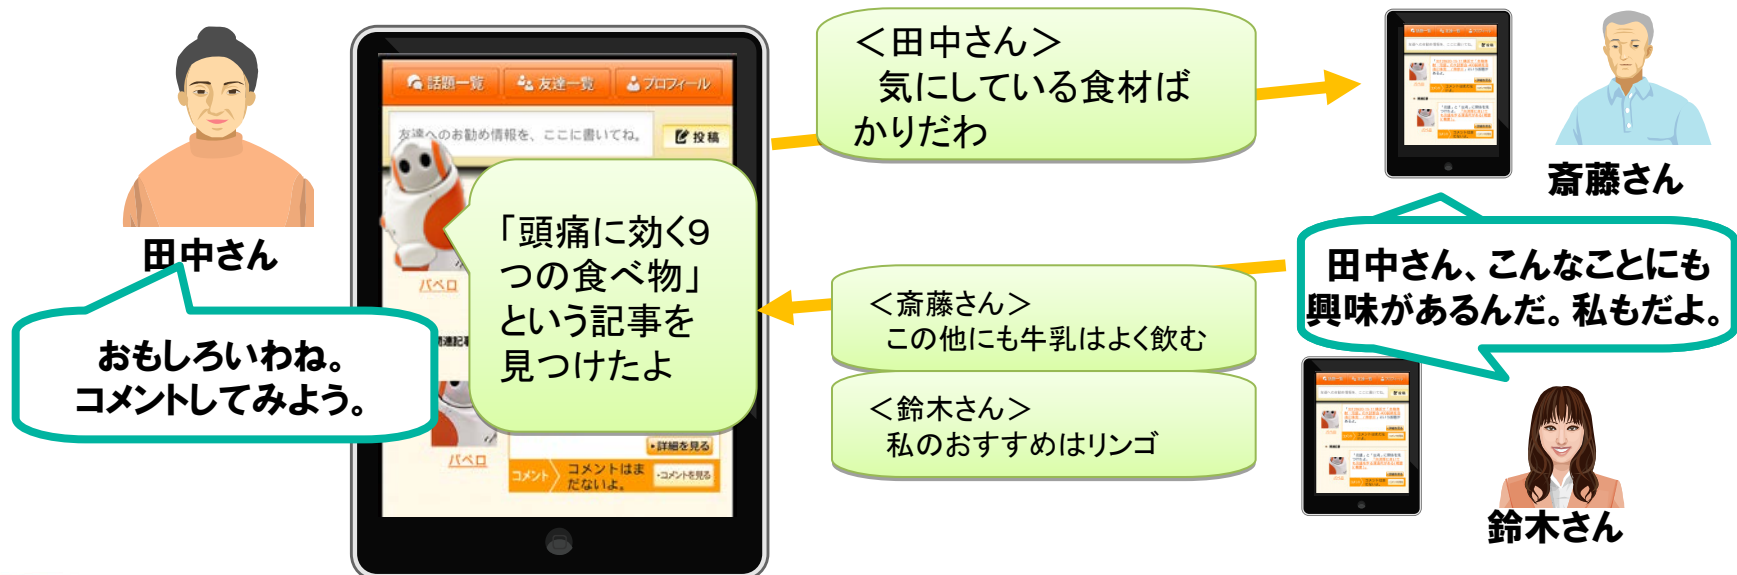 田中さん
おもしろいわね。
コメントしてみよう。
話題一覧
友達一覧
プロフィール
友達へのお勧め情報を、ここに書いてね。
投稿
「頭痛に効く9
つの食べ物」
という記事を
見つけたよ
パペロ
パペロ
詳細を見る
コメント
コメントはま
だないよ。
コメントを見る
<田中さん>
気にしている食材ば
かりだわ
<斎藤さん>
この他にも牛乳はよく飲む
<鈴木さん>
私のおすすめはリンゴ
斎藤さん
田中さん、こんなことにも
興味があるんだ。私もだよ。
鈴木さん